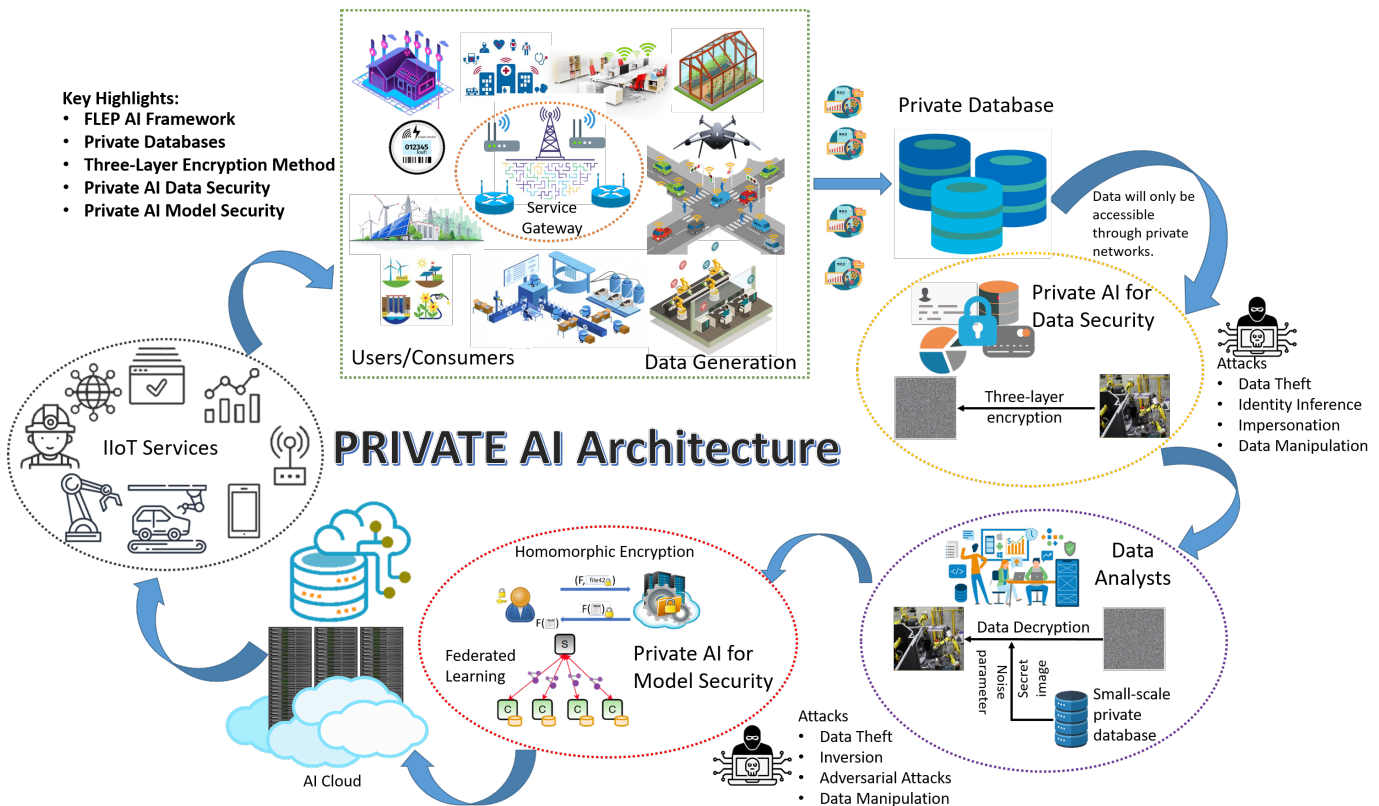 Key Highlights:
• FLEP AI Framework
• Private Databases
• Three-Layer Encryption Method
• Private AI Data Security
• Private AI Model Security
012345
kWh
Service
Gateway
Users/Consumers
Data Generation
Private Database
Data will only be
accessible
through private
networks.
Private AI for
Data Security
Three-layer
encryption
Attacks
• Data Theft
• Identity Inference
• Impersonation
• Data Manipulation
IIoT Services
PRIVATE AI Architecture
Data
Analysts
Data Decryption
Noise
parameter
Secret
image
Small-scale
private
database
Homomorphic Encryption
(F, file42)
F( )
F( )
S
Federated
Learning
C
C
C
C
Private AI for
Model Security
Attacks
• Data Theft
• Inversion
• Adversarial Attacks
• Data Manipulation
AI Cloud